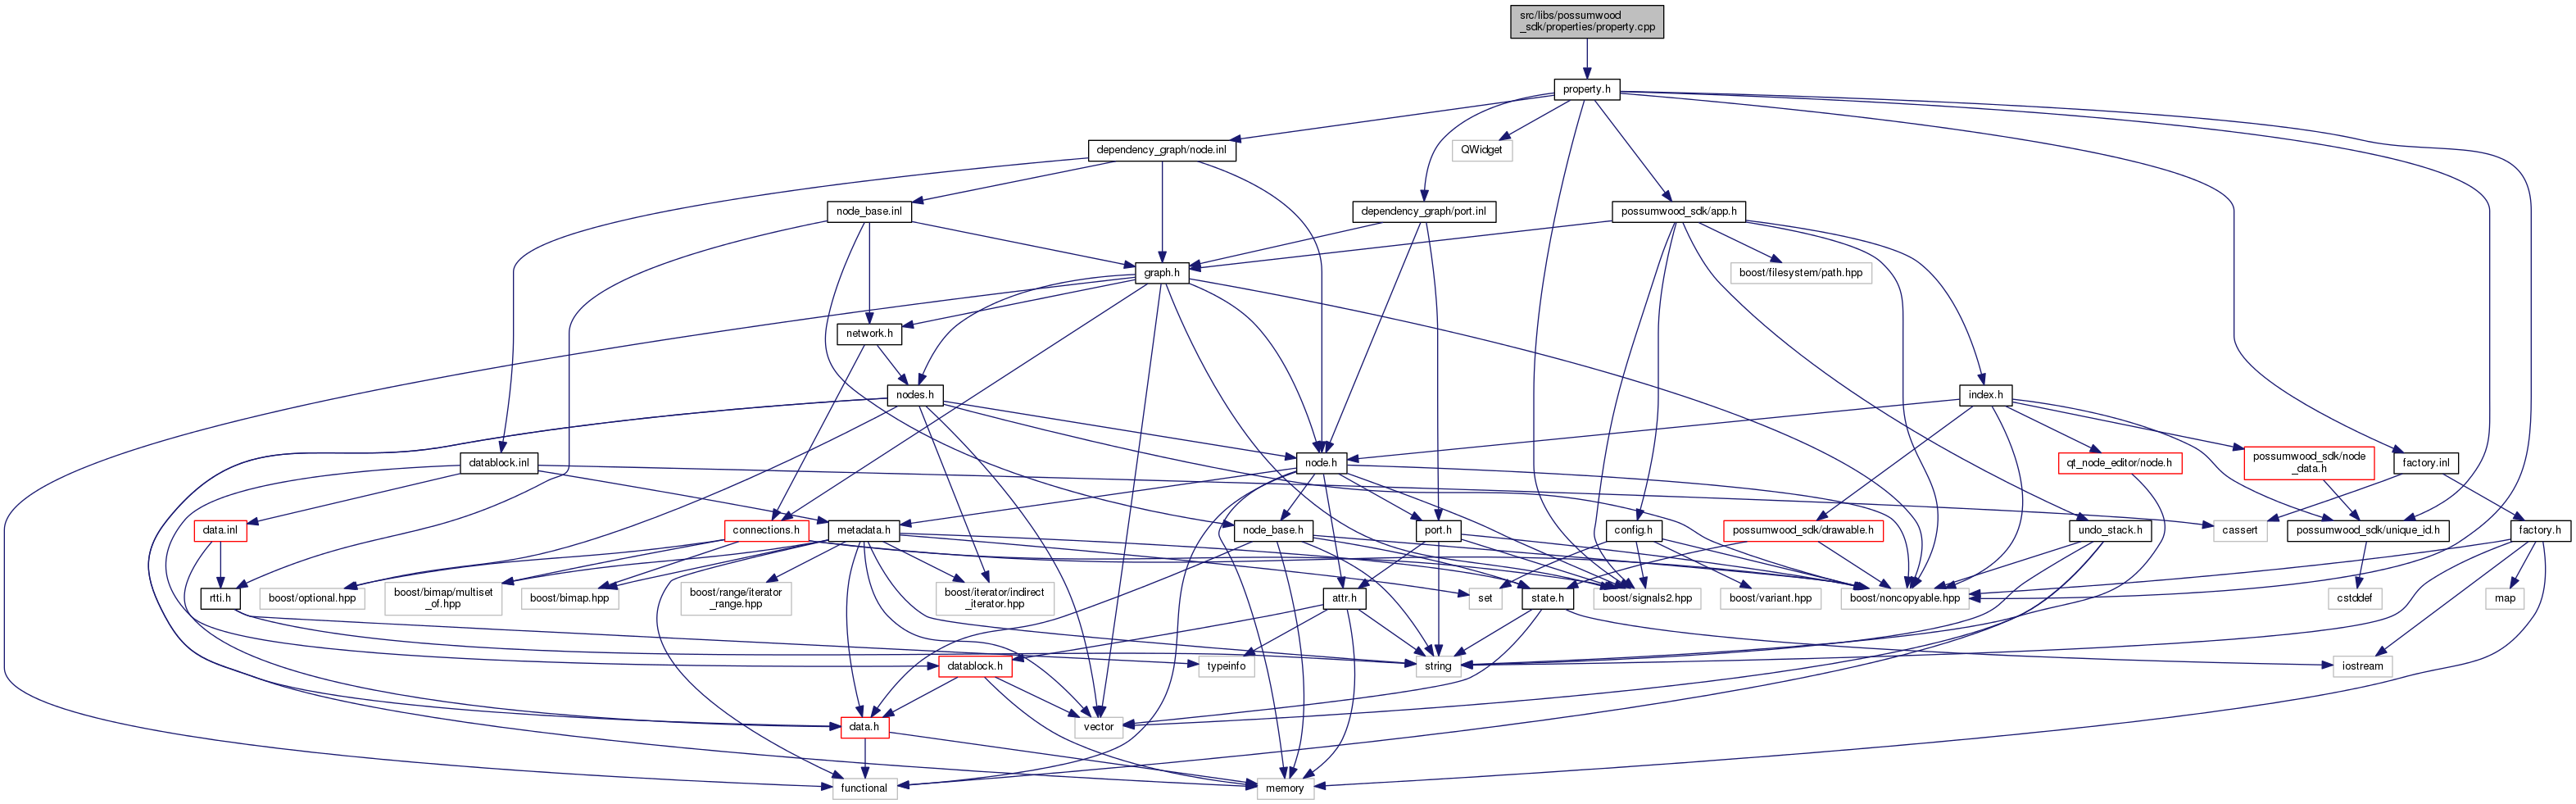 src/libs/possumwood
_sdk/properties/property.cpp
property.h
dependency_graph/node.inl
QWidget
node_base.inl
dependency_graph/port.inl
possumwood_sdk/app.h
graph.h
boost/filesystem/path.hpp
network.h
nodes.h
index.h
datablock.inl
node.h
qt_node_editor/node.h
possumwood_sdk/node
_data.h
factory.inl
data.inl
connections.h
metadata.h
node_base.h
port.h
config.h
possumwood_sdk/drawable.h
undo_stack.h
cassert
possumwood_sdk/unique_id.h
factory.h
rtti.h
boost/optional.hpp
boost/bimap/multiset
_of.hpp
boost/bimap.hpp
boost/range/iterator
_range.hpp
boost/iterator/indirect
_iterator.hpp
attr.h
set
state.h
boost/signals2.hpp
boost/variant.hpp
boost/noncopyable.hpp
cstddef
map
datablock.h
typeinfo
string
iostream
data.h
vector
functional
memory